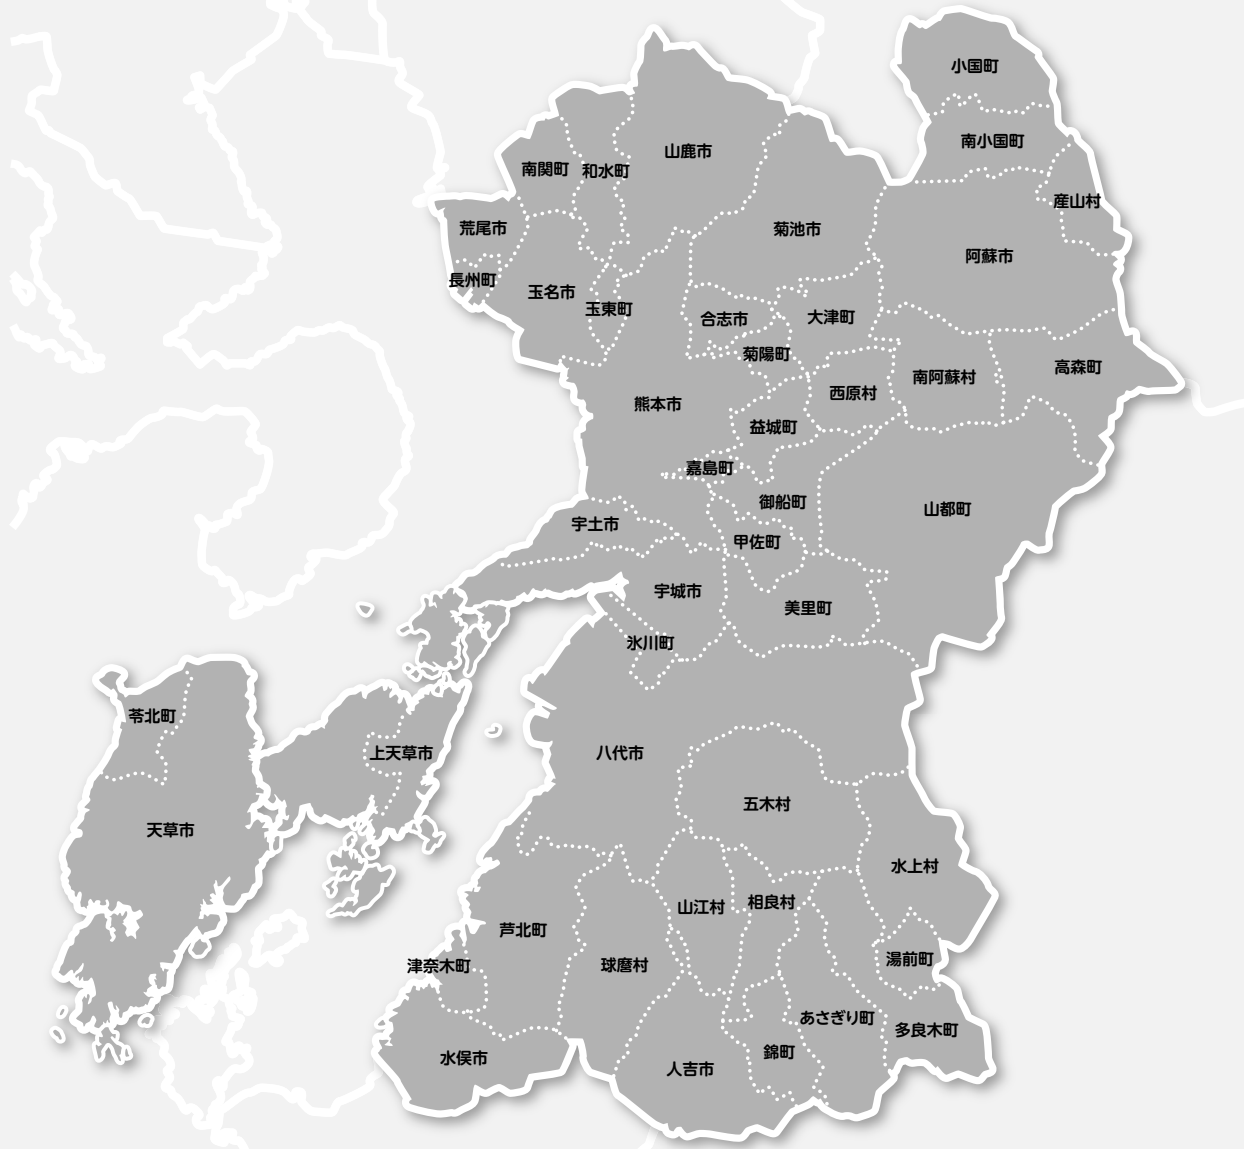 小国町
南小国町
山鹿市
南関町
和水町
産山村
荒尾市
菊池市
阿蘇市
長州町
玉名市
玉東町
合志市
大津町
菊陽町
高森町
南阿蘇村
西原村
熊本市
益城町
嘉島町
御船町
山都町
宇土市
甲佐町
宇城市
美里町
氷川町
苓北町
上天草市
八代市
五木村
天草市
水上村
山江村
相良村
芦北町
湯前町
津奈木町
球磨村
あさぎり町
多良木町
錦町
水俣市
人吉市